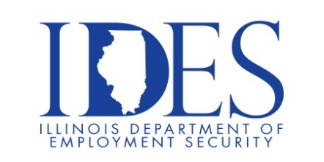 IDES
ILLINOIS DEPARTMENT OF
EMPLOYMENT SECURITY